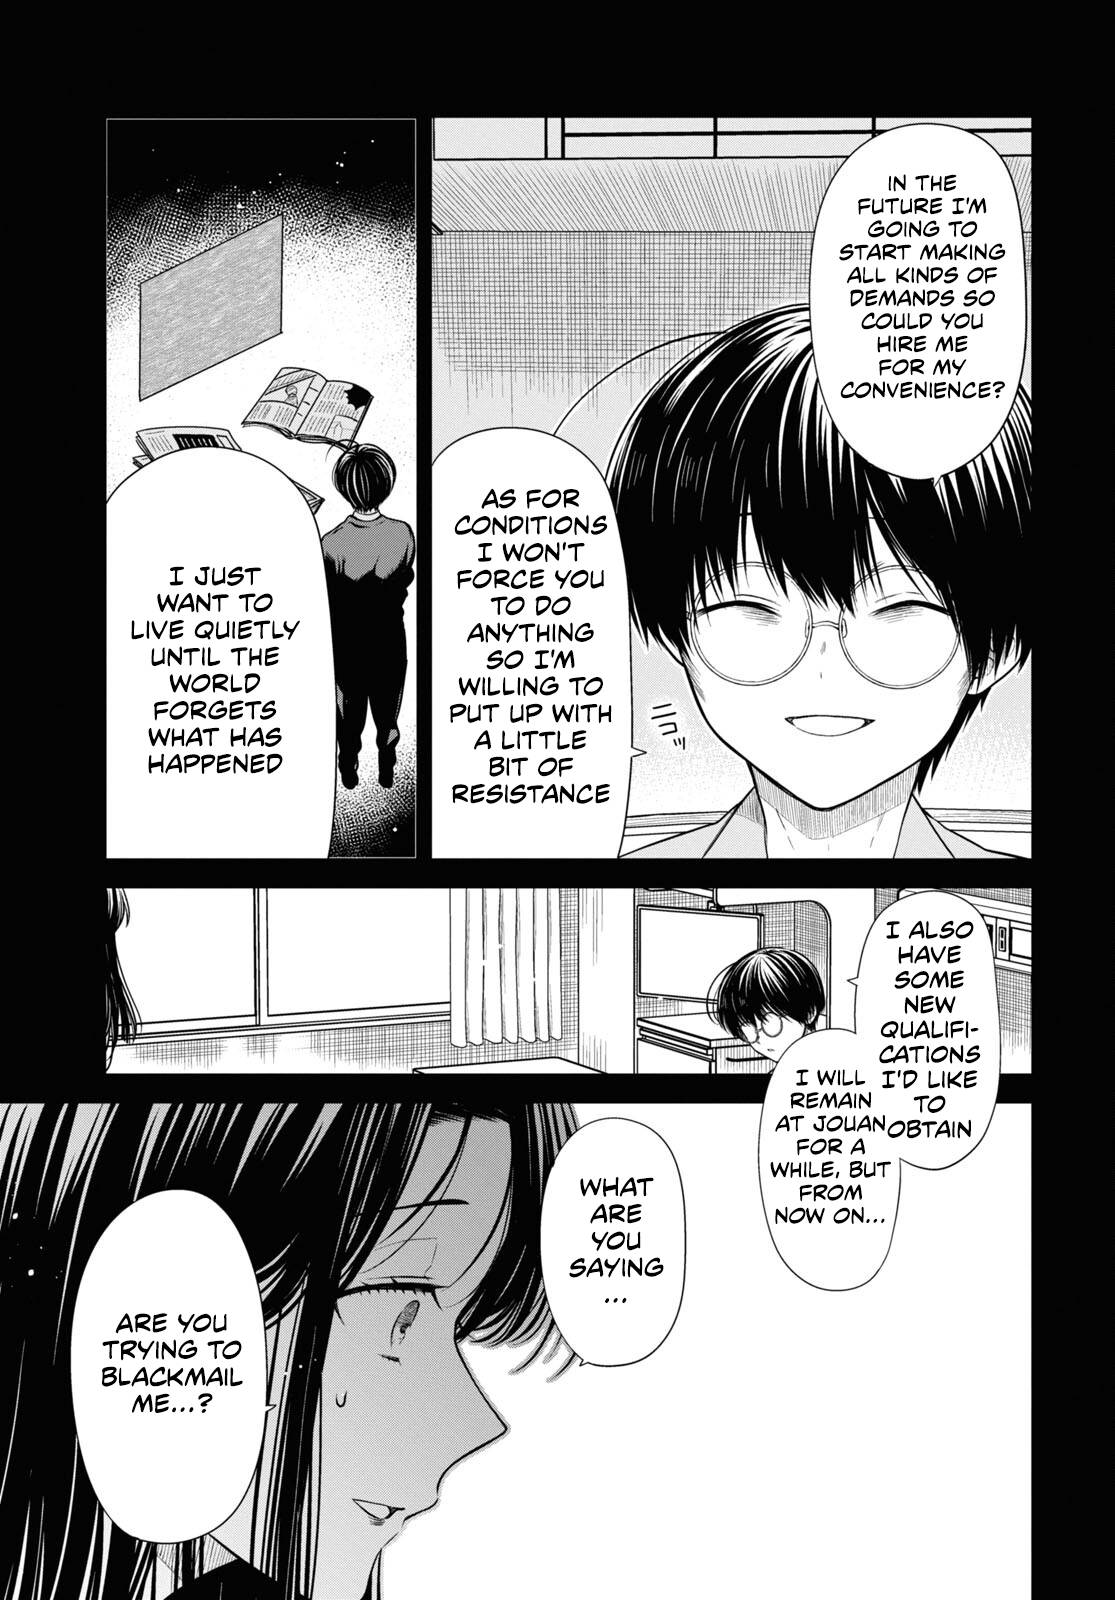 IN THE
FUTURE I'M
GOING TO
START MAKING
ALL KINDS OF
DEMANDS SO
COULD YOU
HIRE ME
FOR MY
CONVENIENCE?
AS FOR
CONDITIONS
I WON'T
FORCE YOU
TO DO
ANYTHING
SO I'M
WILLING TO
PUT UP WITH
A LITTLE
BIT OF
RESISTANCE
ニコッ
I JUST
WANT TO
LIVE QUIETLY
UNTIL THE
WORLD
FORGETS
WHAT HAS
HAPPENED
I ALSO
HAVE
SOME
NEW
QUALIFI-
CATIONS
I'D LIKE
TO
OBTAIN
I WILL
REMAIN
AT JOUAN
FOR A
WHILE, BUT
FROM
NOW ON...
WHAT
ARE
YOU
SAYING
...
ARE YOU
TRYING TO
BLACKMAIL
ME...?